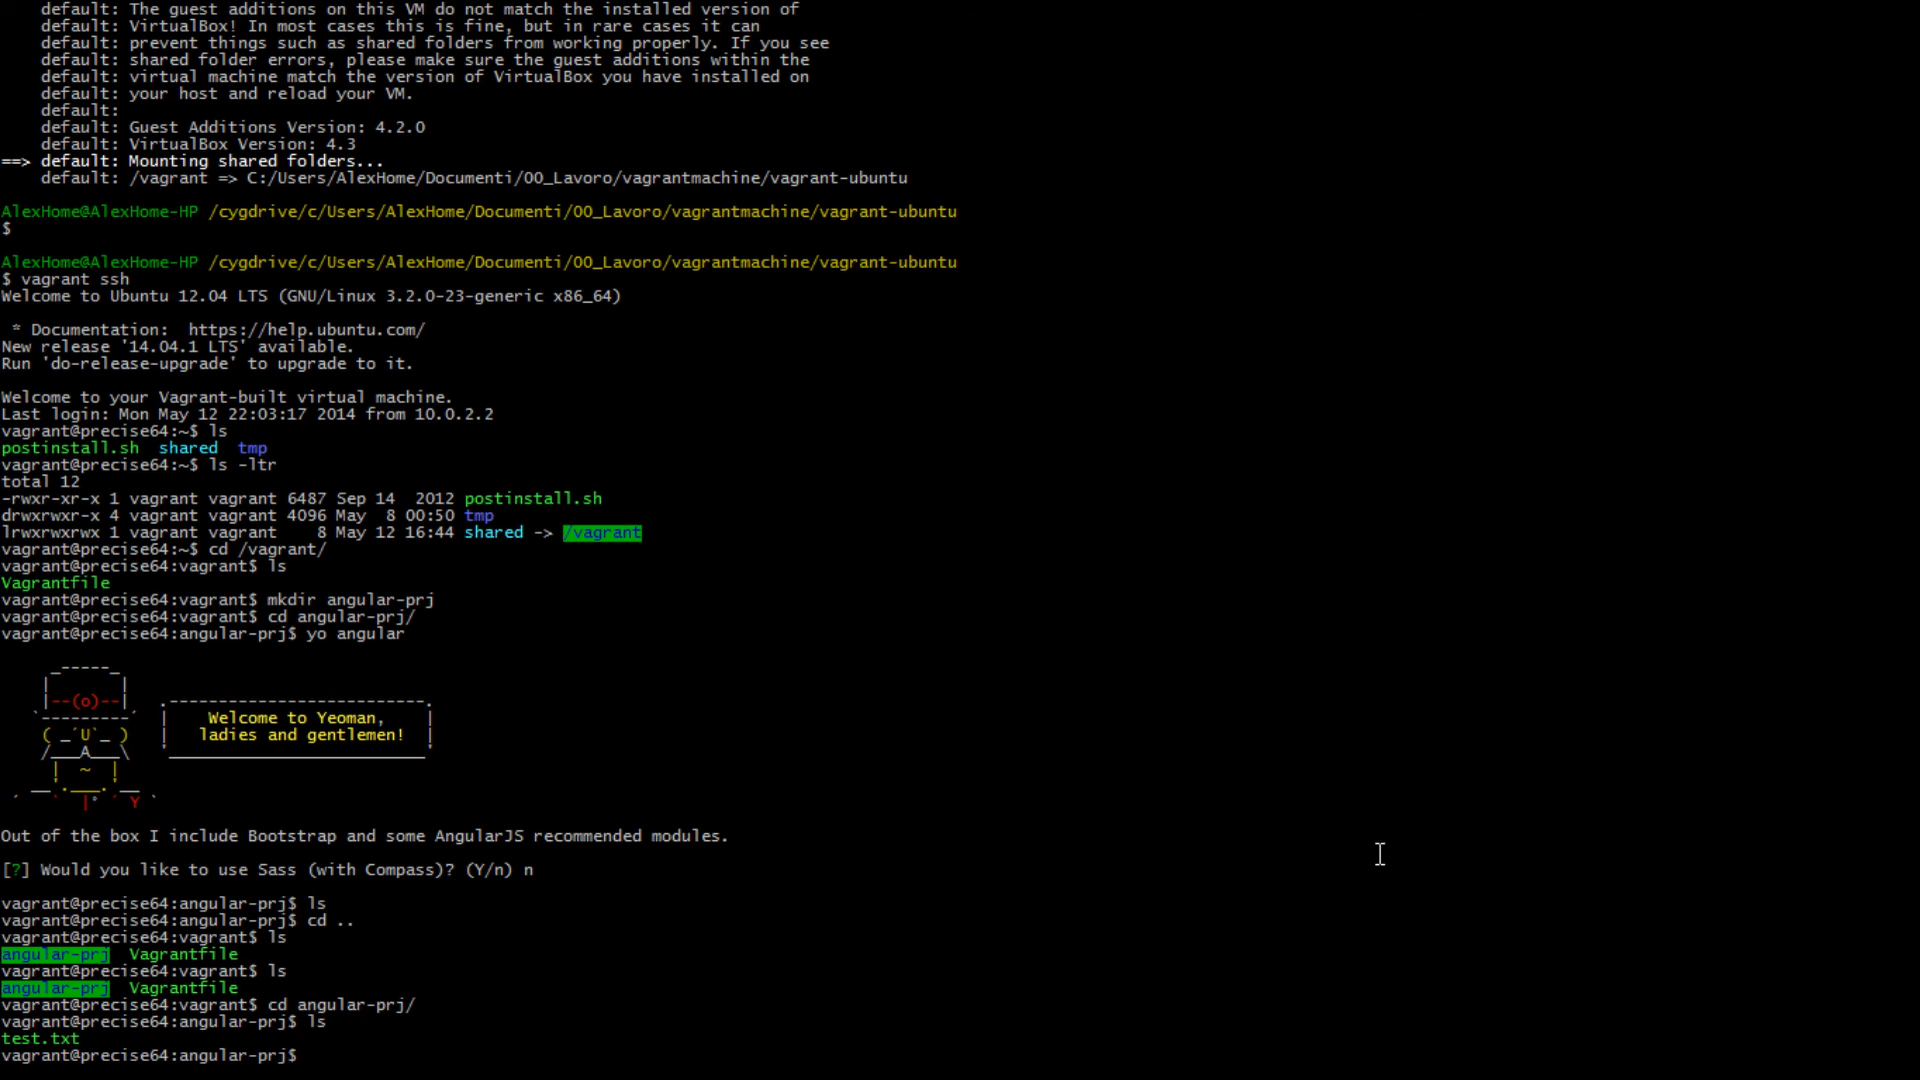 default: The guest additions on this VM do not match the installed version of
default: VirtualBox! In most cases this is fine, but in rare cases it can
default: prevent things such as shared folders from working properly. If you see
default: shared folder errors, please make sure the guest additions within the
default: virtual machine match the version of VirtualBox you have installed on
default: your host and reload your VM.
default:
default: Guest Additions Version: 4.2.0
default: VirtualBox Version: 4.3
==> default: Mounting shared folders...
default: /vagrant => C:/Users/AlexHome/Documenti/00_Lavoro/vagrantmachine/vagrant-ubuntu
AlexHome@AlexHome-HP /cygdrive/c/Users/AlexHome/Documenti/00_Lavoro/vagrantmachine/vagrant-ubuntu
$
AlexHome@AlexHome-HP /cygdrive/c/Users/AlexHome/Documenti/00_Lavoro/vagrantmachine/vagrant-ubuntu
$ vagrant ssh
Welcome to Ubuntu 12.04 LTS (GNU/Linux 3.2.0-23-generic x86_64)
* Documentation:  https://help.ubuntu.com/
New release '14.04.1 LTS' available.
Run 'do-release-upgrade' to upgrade to it.
Welcome to your Vagrant-built virtual machine.
Last login: Mon May 12 22:03:17 2014 from 10.0.2.2
vagrant@precise64:~$ ls
postinstall.sh  shared  tmp
vagrant@precise64:~$ ls -ltr
total 12
-rwxr-xr-x 1 vagrant vagrant 6487 Sep 14  2012 postinstall.sh
drwxrwxr-x 4 vagrant vagrant 4096 May  8 00:50 tmp
lrwxrwxrwx 1 vagrant vagrant    8 May 12 16:44 shared -> /vagrant
vagrant@precise64:~$ cd /vagrant/
vagrant@precise64:vagrant$ ls
Vagrantfile
vagrant@precise64:vagrant$ mkdir angular-prj
vagrant@precise64:vagrant$ cd angular-prj/
vagrant@precise64:angular-prj$ yo angular
Welcome to Yeoman,
ladies and gentlemen!
Out of the box I include Bootstrap and some AngularJS recommended modules.
[?] Would you like to use Sass (with Compass)? (Y/n) n
vagrant@precise64:angular-prj$ ls
vagrant@precise64:angular-prj$ cd ..
vagrant@precise64:vagrant$ ls
angular-prj  Vagrantfile
vagrant@precise64:vagrant$ ls
angular-prj  Vagrantfile
vagrant@precise64:vagrant$ cd angular-prj/
vagrant@precise64:angular-prj$ ls
test.txt
vagrant@precise64:angular-prj$